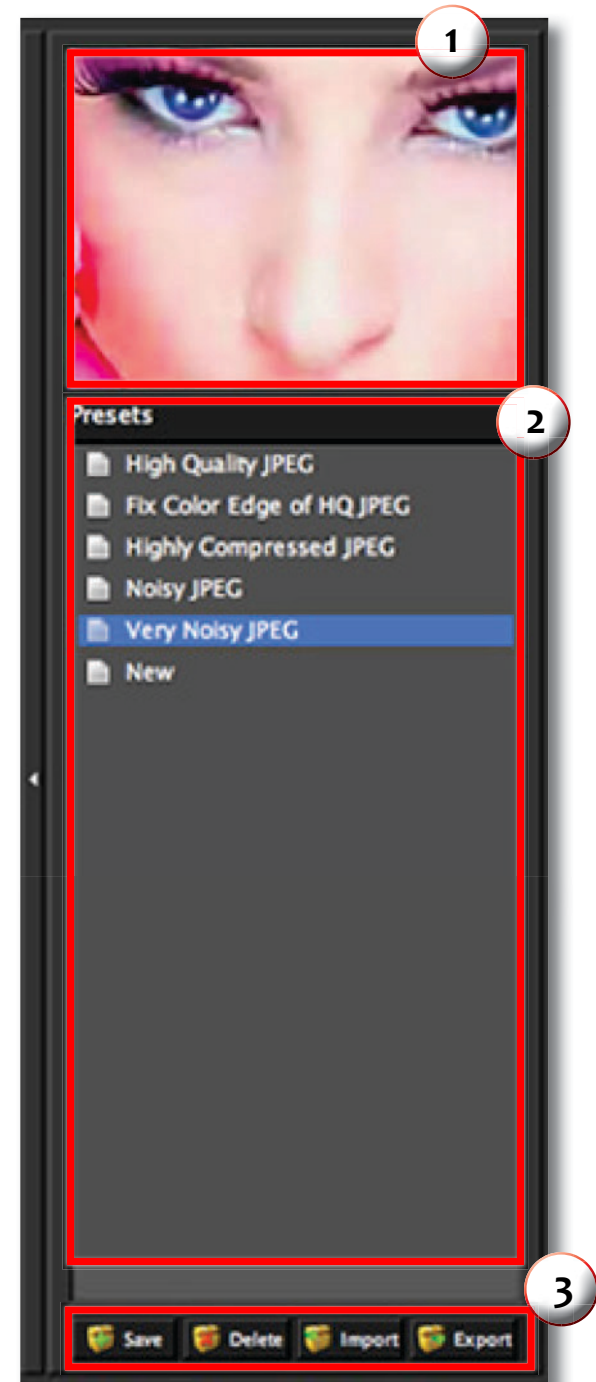 1
Presets
2
High Quality JPEG
Fix Color Edge of HQ JPEG
Highly Compressed JPEG
Noisy JPEG
Very Noisy JPEG
New
3
Save Delete Import Export